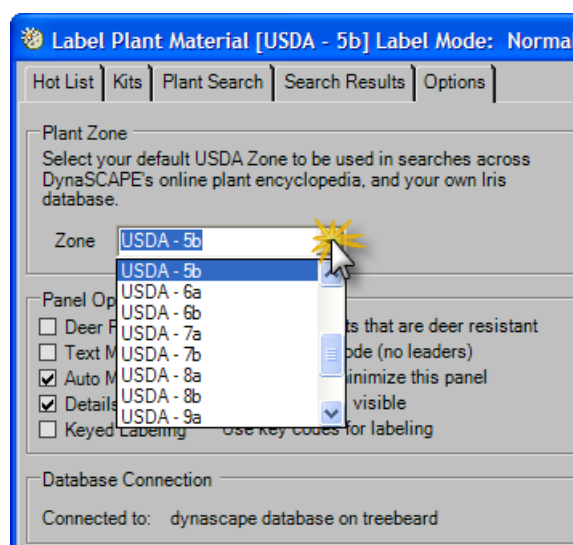 Label Plant Material [USDA - 5b] Label Mode: Normal
Hot List Kits Plant Search Search Results Options
Plant Zone
Select your default USDA Zone to be used in searches across
DynaSCAPE's online plant encyclopedia, and your own Iris
database.
Zone USDA - 5b
USDA - 5b
USDA - 6a
USDA - 6b
USDA - 7a
USDA - 7b
USDA - 8a
USDA - 8b
USDA - 9a
Panel Op
Deer ts that are deer resistant
Text M ode (no leaders)
Auto M inimize this panel
Details visible
Keyed Labeling Use key codes for labeling
Database Connection
Connected to: dynascape database on treebeard